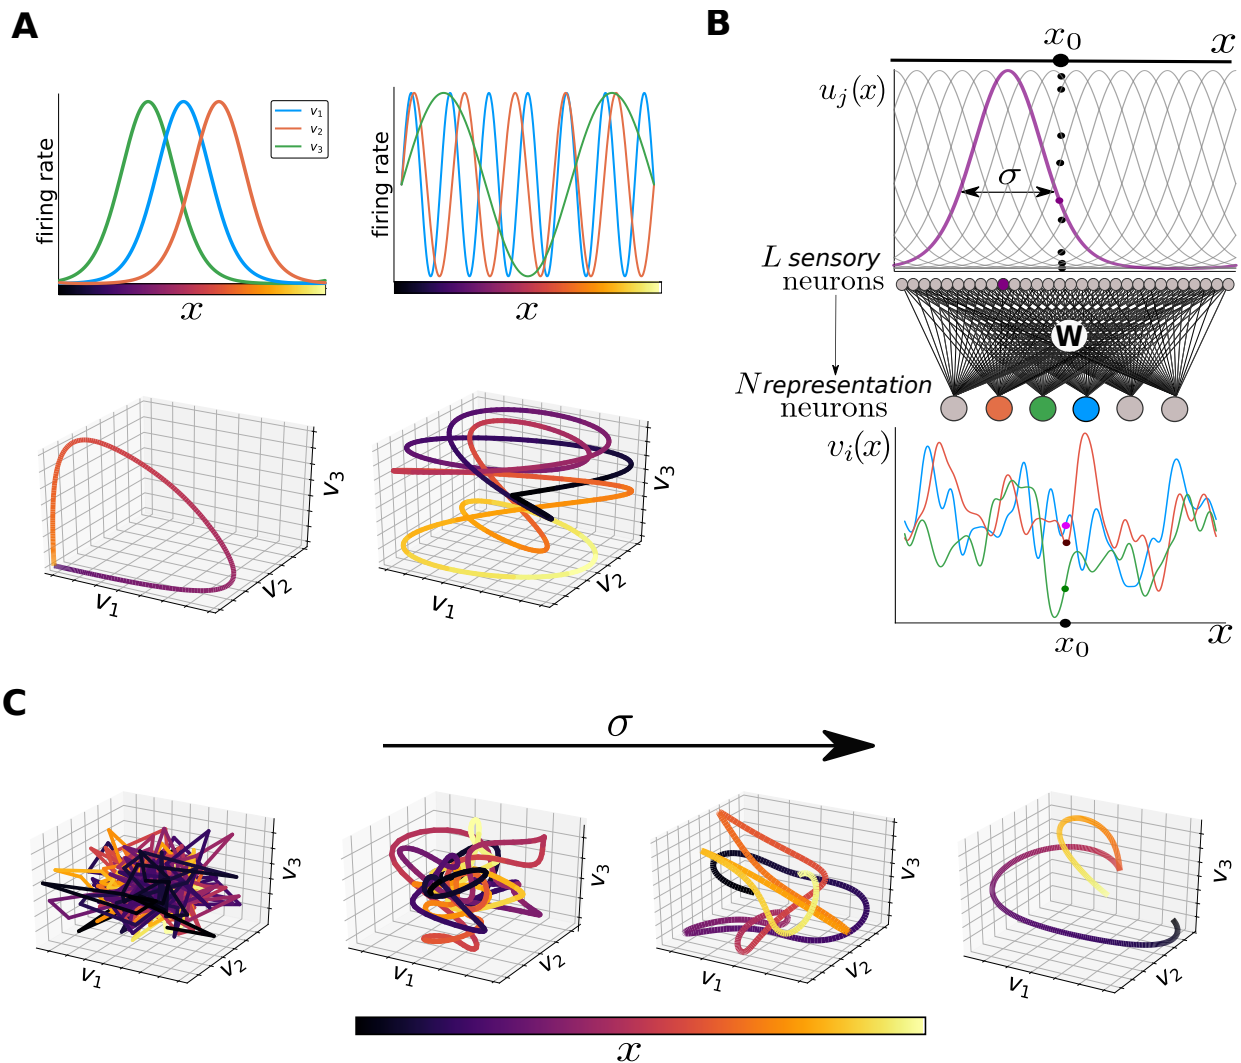 A
firing rate
v1
v2
v3
x
firing rate
x
v1
v2
v3
v1
v2
v3
B
x0
x
uj(x)
σ
L sensory
neurons
W
N representation
neurons
vi(x)
x0
x
C
σ
v1
v2
v3
v1
v2
v3
v1
v2
v3
v1
v2
v3
x